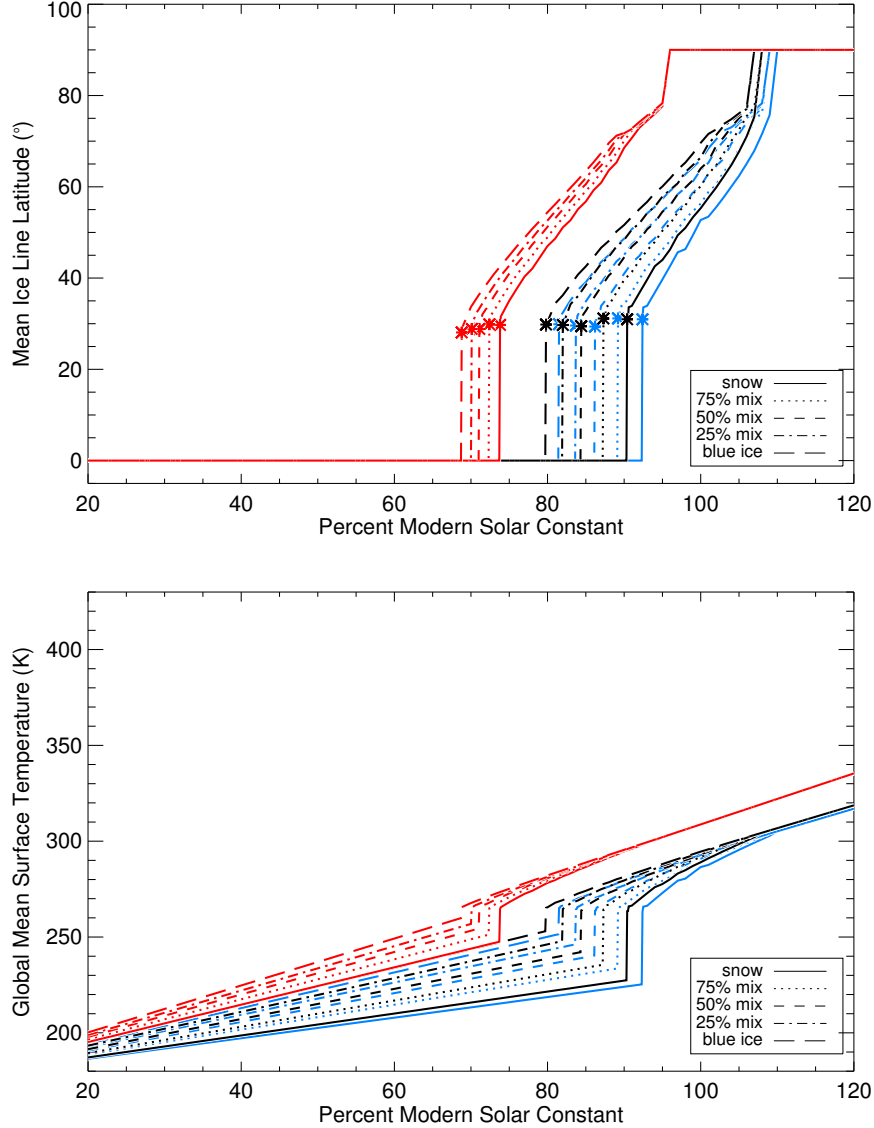 100
80
60
40
20
0
Mean Ice Line Latitude (°)
snow
75% mix
50% mix
25% mix
blue ice
20 40 60 80 100 120
Percent Modern Solar Constant
400
350
300
250
200
Global Mean Surface Temperature (K)
snow
75% mix
50% mix
25% mix
blue ice
20 40 60 80 100 120
Percent Modern Solar Constant